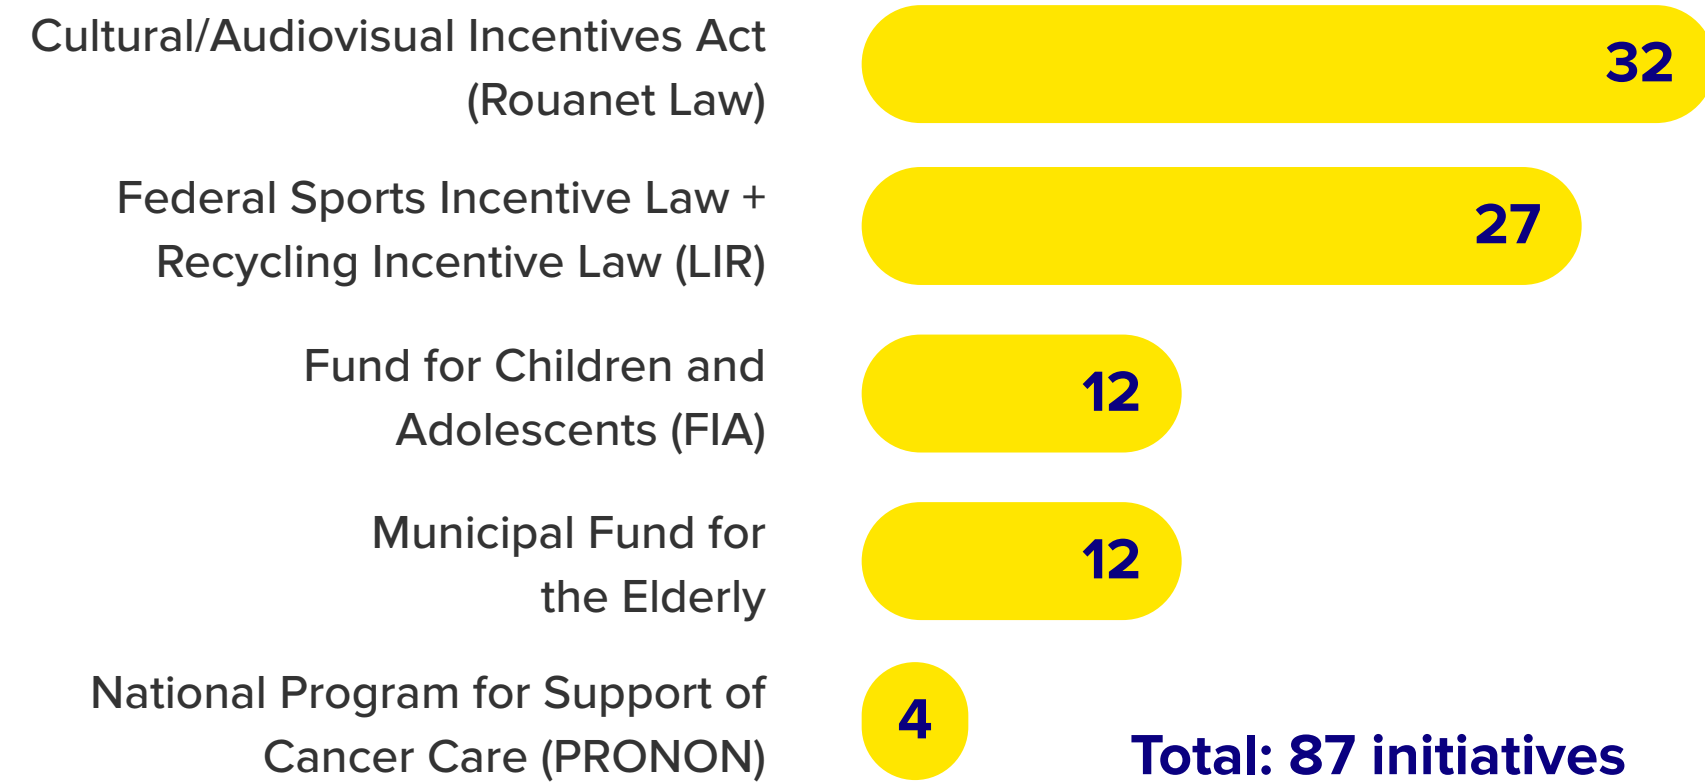 Cultural/Audiovisual Incentives Act
(Rouanet Law)
32
Federal Sports Incentive Law +
Recycling Incentive Law (LIR)
27
Fund for Children and
Adolescents (FIA)
12
Municipal Fund for
the Elderly
12
National Program for Support of
Cancer Care (PRONON)
4
Total: 87 initiatives